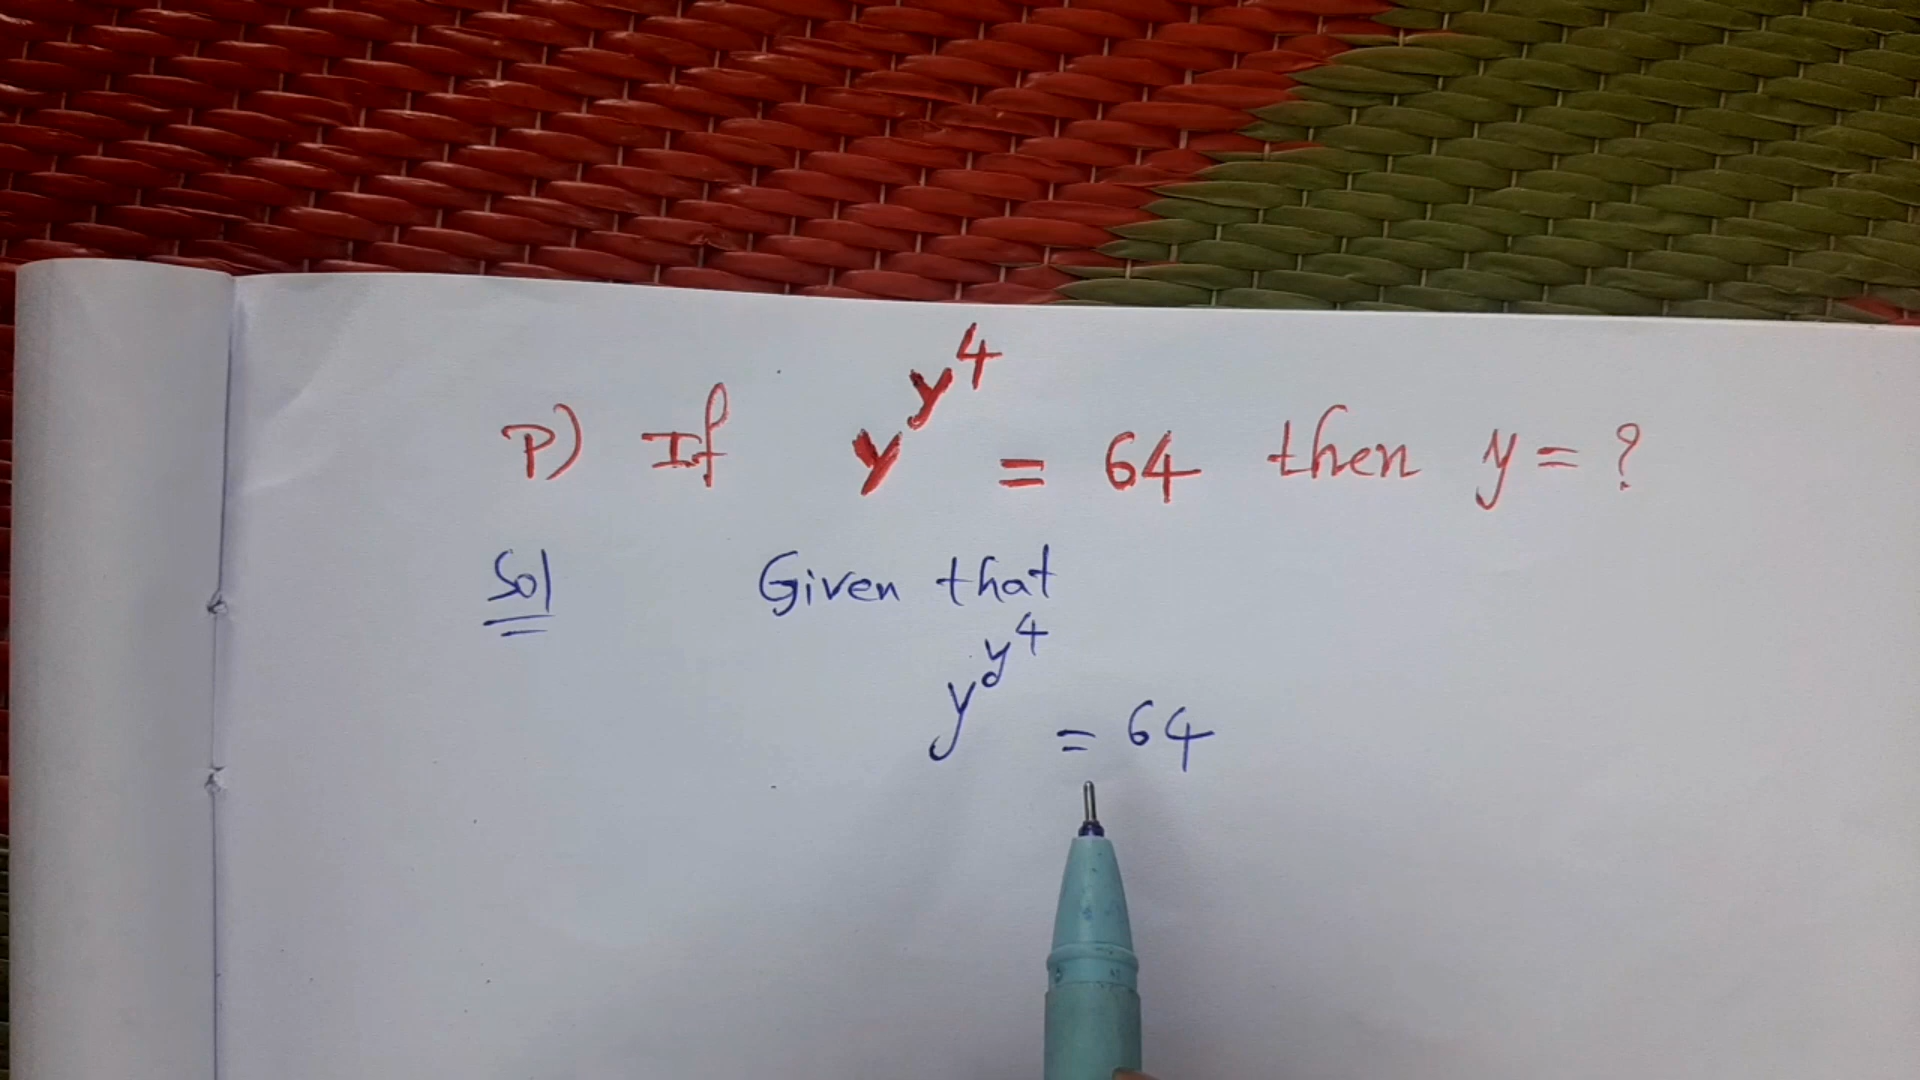 P) If y^y^4 = 64 then y = ?
Sol Given that
y^y^4 = 64